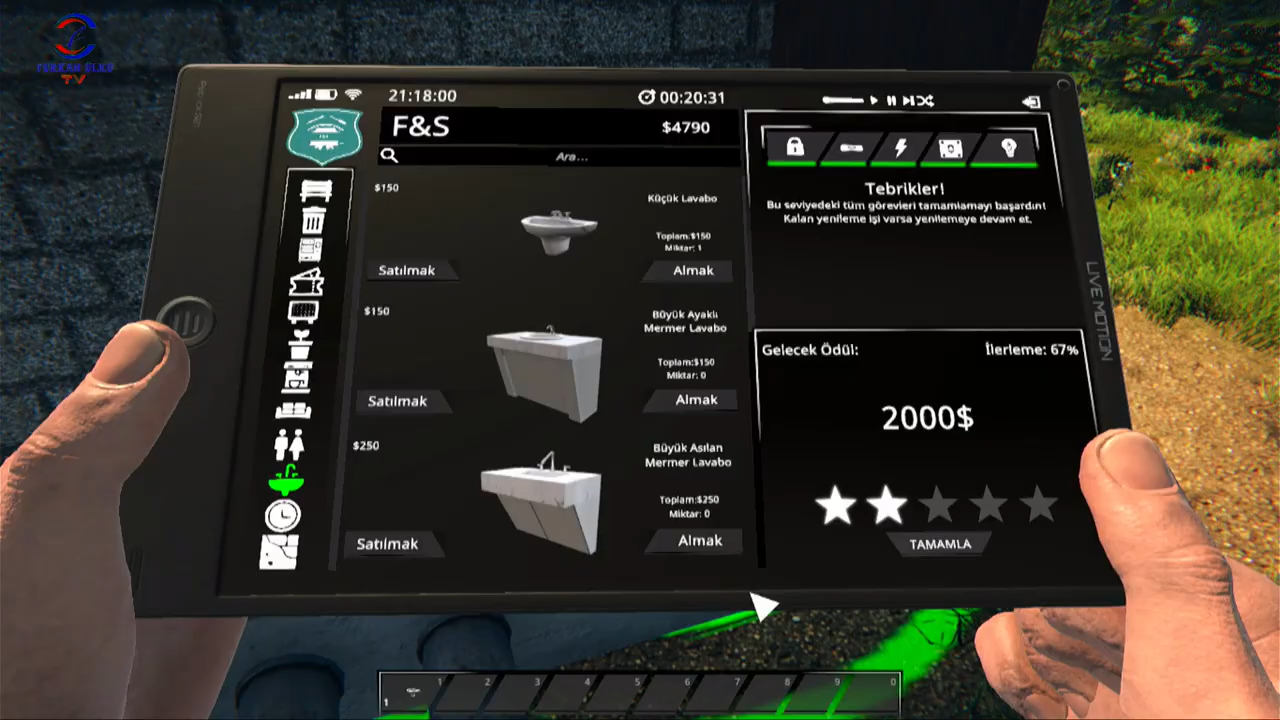 TV
21:18:00
00:20:31
F&S
$4790
Ara...
$150
Küçük Lavabo
Toplam:$150
Miktar: 1
Satılmak
Almak
$150
Büyük Ayaklı
Mermer Lavabo
Toplam:$150
Miktar: 0
Satılmak
Almak
$250
Büyük Asılan
Mermer Lavabo
Toplam:$250
Miktar: 0
Satılmak
Almak
Tebrikler!
Bu seviyedeki tüm görevleri tamamlamayı başardın!
Kalan yenileme işi varsa yenilemeye devam et.
Gelecek Ödül:
İlerleme: 67%
2000$
TAMAMLA
LIVE MOTION
1 2 3 4 5 6 7 8 9 0
1